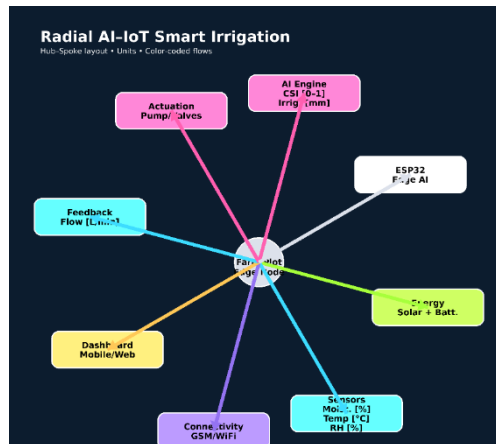 Radial AI–IoT Smart Irrigation
Hub-Spoke layout • Units • Color-coded flows
AI Engine
CSI [0–1]
Irrig. [mm]
Actuation
Pump/Valves
ESP32
Edge AI
Feedback
Flow [L/min]
Edge Node
Energy
Solar + Batt.
Dashboard
Mobile/Web
Sensors
Moist. [%]
Temp [°C]
RH [%]
Connectivity
GSM/WiFi